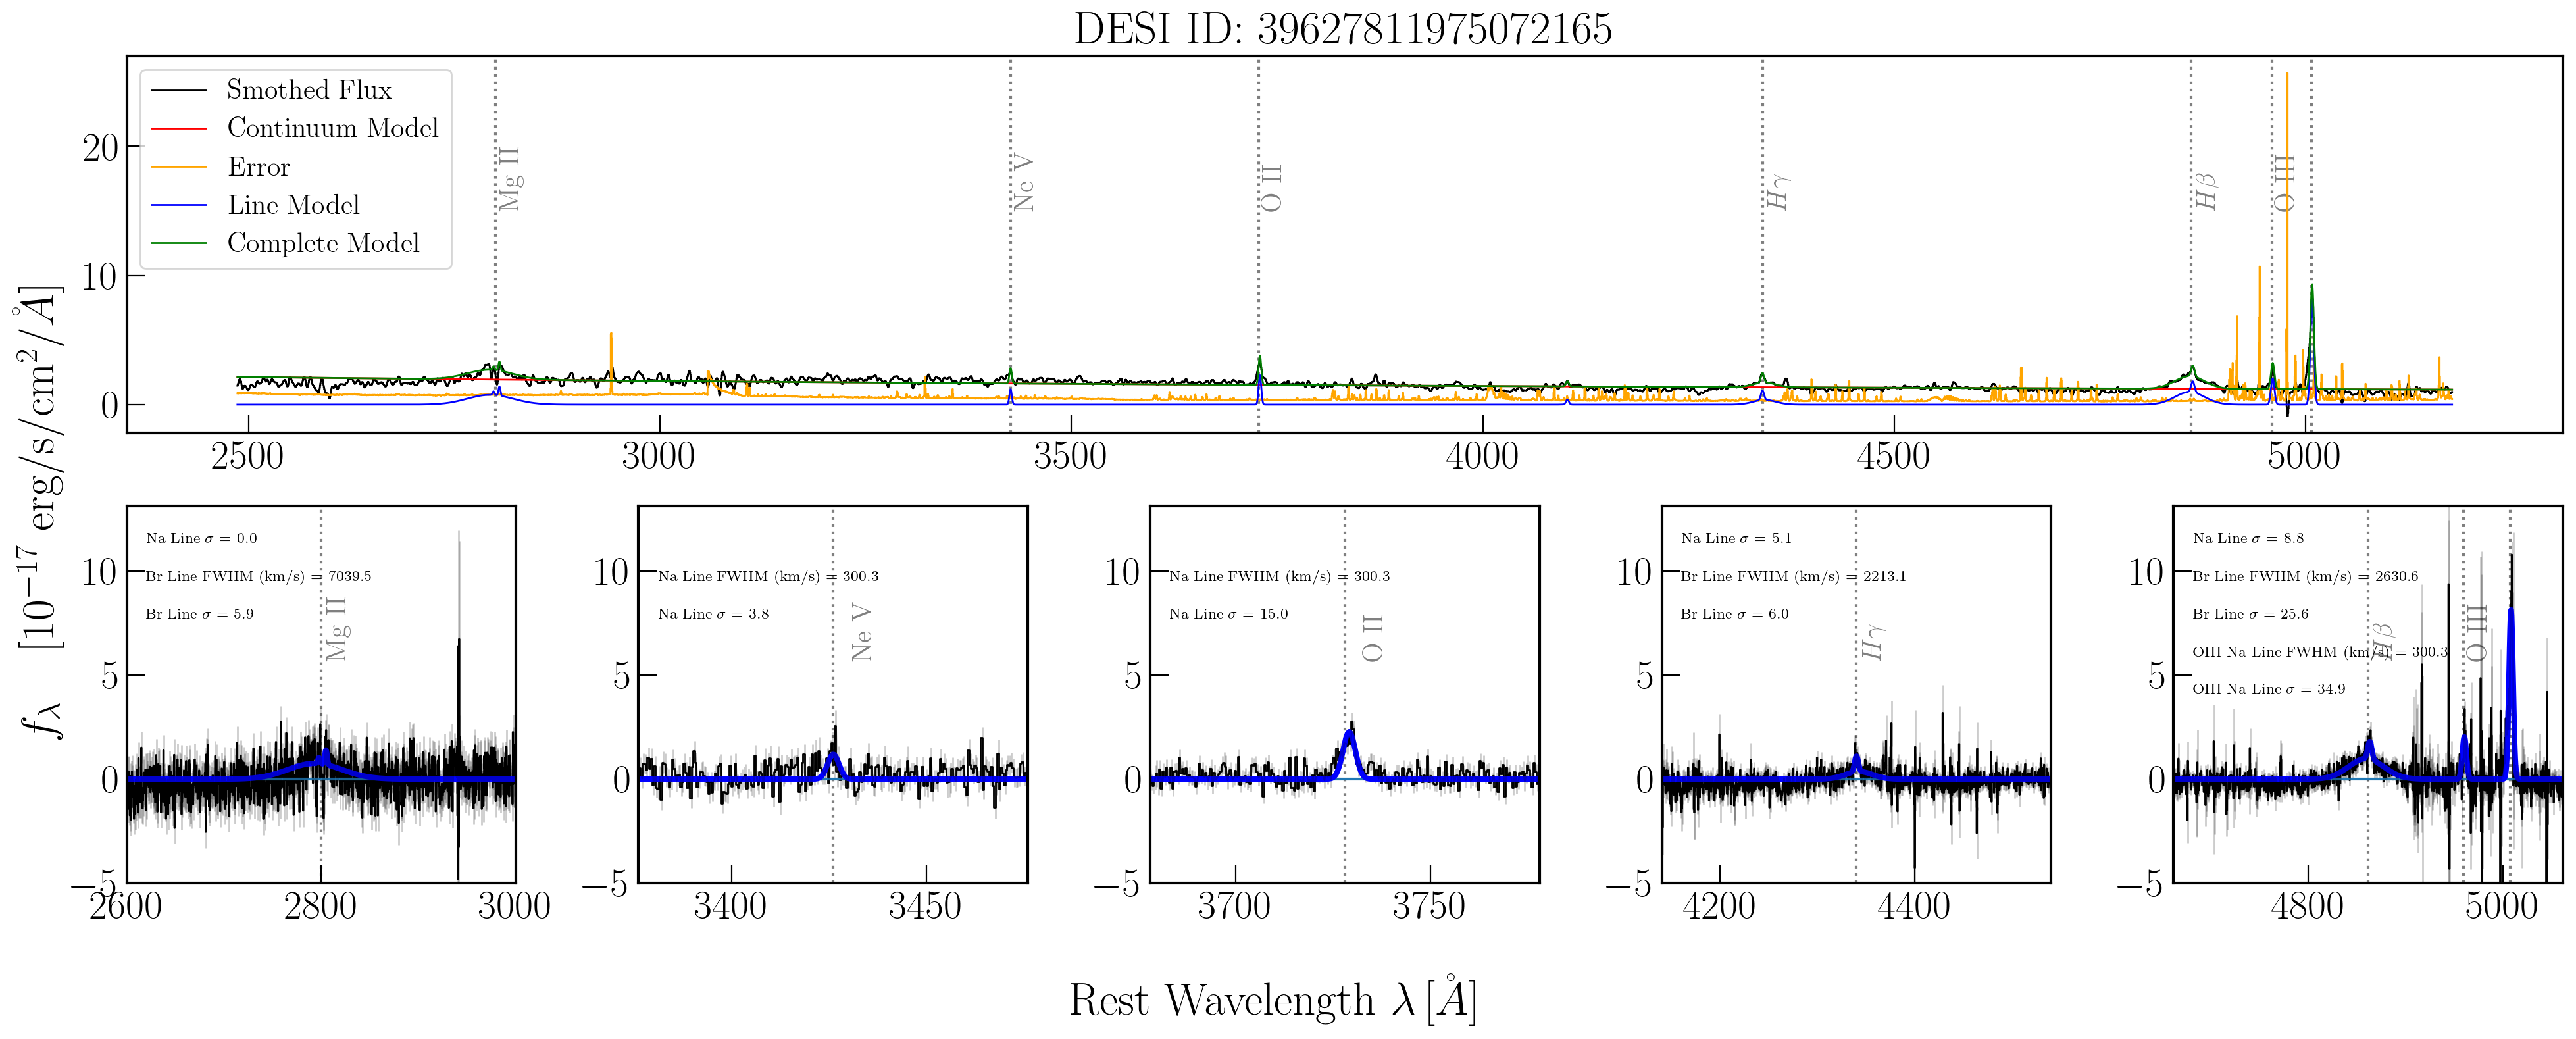 DESI ID: 39627811975072165
Smothed Flux
Continuum Model
Error
Line Model
Complete Model
Mg II
Ne V
O II
Hγ
Hβ
O III
20
10
0
2500 3000 3500 4000 4500 5000
fλ [10−17 erg/s/cm2/Å]
Na Line σ = 0.0
Br Line FWHM (km/s) = 7039.5
Br Line σ = 5.9
Mg II
10
5
0
−5
2600 2800 3000
Na Line FWHM (km/s) = 300.3
Na Line σ = 3.8
Ne V
10
5
0
−5
3400 3450
Na Line FWHM (km/s) = 300.3
Na Line σ = 15.0
O II
10
5
0
−5
3700 3750
Na Line σ = 5.1
Br Line FWHM (km/s) = 2213.1
Br Line σ = 6.0
Hγ
10
5
0
−5
4200 4400
Na Line σ = 8.8
Br Line FWHM (km/s) = 2630.6
Br Line σ = 25.6
OIII Na Line FWHM (km/s) = 300.3
OIII Na Line σ = 34.9
Hβ
O III
10
5
0
−5
4800 5000
Rest Wavelength λ [Å]